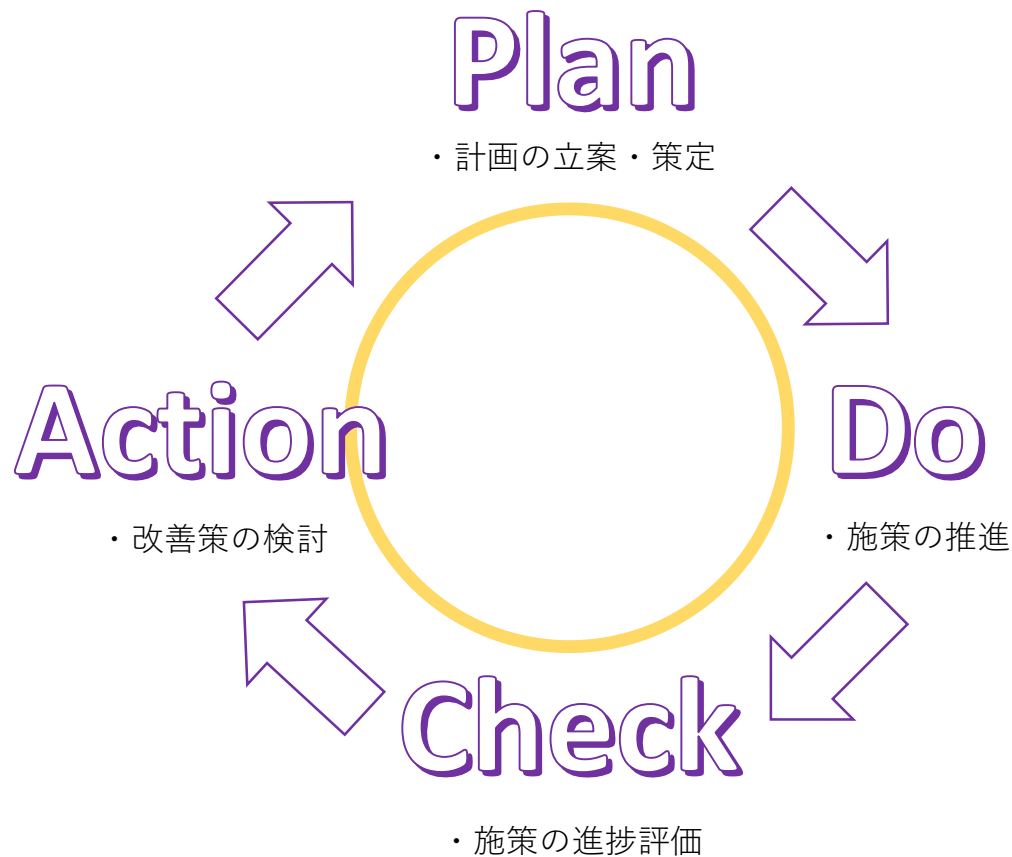 Plan
・計画の立案・策定
Do
・施策の推進
Check
・施策の進捗評価
Action
・改善策の検討